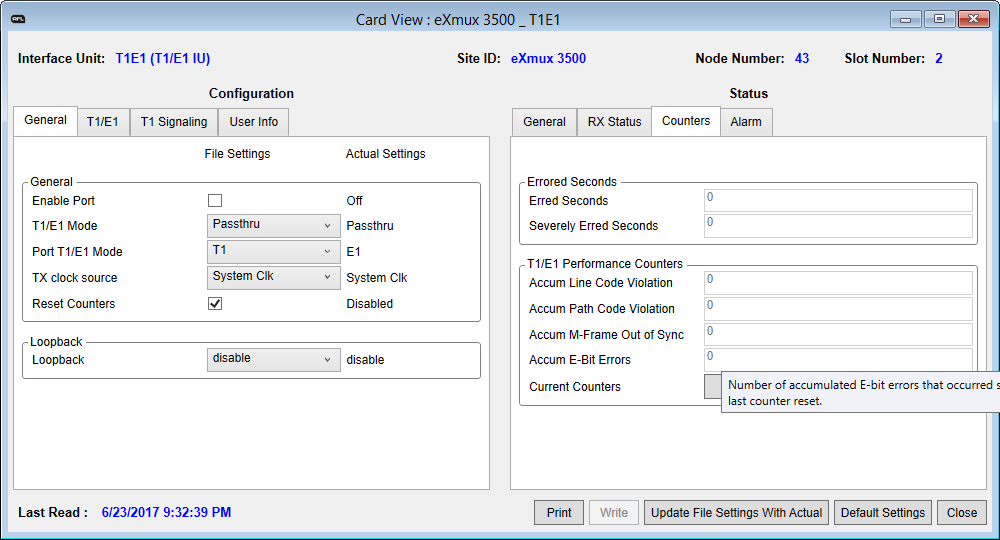 RFL
Card View : eXmux 3500 _ T1E1
Interface Unit: T1E1 (T1/E1 IU) Site ID: eXmux 3500 Node Number: 43 Slot Number: 2
Configuration
General T1/E1 T1 Signaling User Info
File Settings Actual Settings
General
Enable Port Off
T1/E1 Mode Passthru Passthru
Port T1/E1 Mode T1 E1
TX clock source System Clk System Clk
Reset Counters Disabled
Loopback
Loopback disable disable
Status
General RX Status Counters Alarm
Errored Seconds
Erred Seconds 0
Severely Erred Seconds 0
T1/E1 Performance Counters
Accum Line Code Violation 0
Accum Path Code Violation 0
Accum M-Frame Out of Sync 0
Accum E-Bit Errors 0
Current Counters
Number of accumulated E-bit errors that occurred s
last counter reset.
Last Read : 6/23/2017 9:32:39 PM
Print Write Update File Settings With Actual Default Settings Close